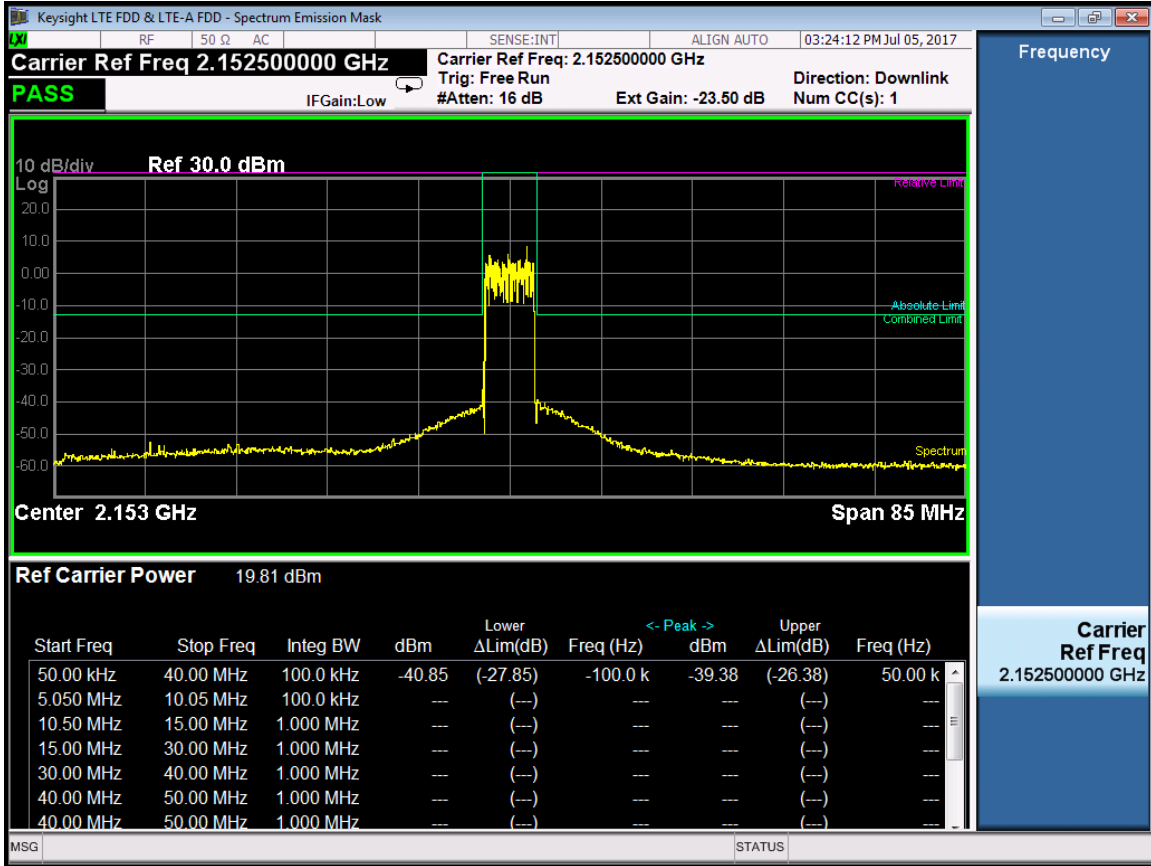 Keysight LTE FDD & LTE-A FDD - Spectrum Emission Mask
LXI RF 50 Ω AC SENSE:INT ALIGN AUTO 03:24:12 PM Jul 05, 2017
Carrier Ref Freq 2.152500000 GHz
Carrier Ref Freq: 2.152500000 GHz
Trig: Free Run Direction: Downlink
PASS
IFGain:Low #Atten: 16 dB Ext Gain: -23.50 dB Num CC(s): 1
10 dB/div Ref 30.0 dBm
Log
Relative Limit
20.0
10.0
0.00
-10.0
Absolute Limit
Combined Limit
-20.0
-30.0
-40.0
-50.0
Spectrum
-60.0
Center 2.153 GHz Span 85 MHz
Ref Carrier Power 19.81 dBm
Lower <- Peak -> Upper
Start Freq Stop Freq Integ BW dBm ΔLim(dB) Freq (Hz) dBm ΔLim(dB) Freq (Hz)
50.00 kHz 40.00 MHz 100.0 kHz -40.85 (-27.85) -100.0 k -39.38 (-26.38) 50.00 k
5.050 MHz 10.05 MHz 100.0 kHz --- (---) --- --- (---) ---
10.50 MHz 15.00 MHz 1.000 MHz --- (---) --- --- (---) ---
15.00 MHz 30.00 MHz 1.000 MHz --- (---) --- --- (---) ---
30.00 MHz 40.00 MHz 1.000 MHz --- (---) --- --- (---) ---
40.00 MHz 50.00 MHz 1.000 MHz --- (---) --- --- (---) ---
40.00 MHz 50.00 MHz 1.000 MHz --- (---) --- --- (---) ---
MSG STATUS
Frequency
Carrier
Ref Freq
2.152500000 GHz